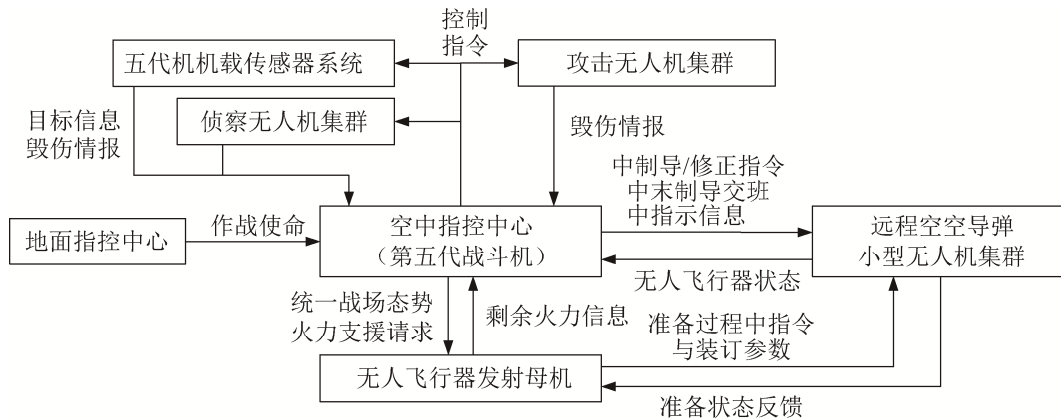 控制
指令
五代机机载传感器系统
攻击无人机集群
目标信息
毁伤情报
侦察无人机集群
毁伤情报
中制导/修正指令
中末制导交班
中指示信息
地面指控中心
作战使命
空中指控中心
（第五代战斗机）
远程空空导弹
小型无人机集群
无人飞行器状态
统一战场态势
火力支援请求
剩余火力信息
准备过程中指令
与装订参数
无人飞行器发射母机
准备状态反馈